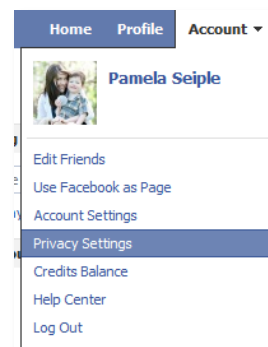 Home Profile Account
Pamela Seiple
Edit Friends
Use Facebook as Page
Account Settings
Privacy Settings
Credits Balance
Help Center
Log Out